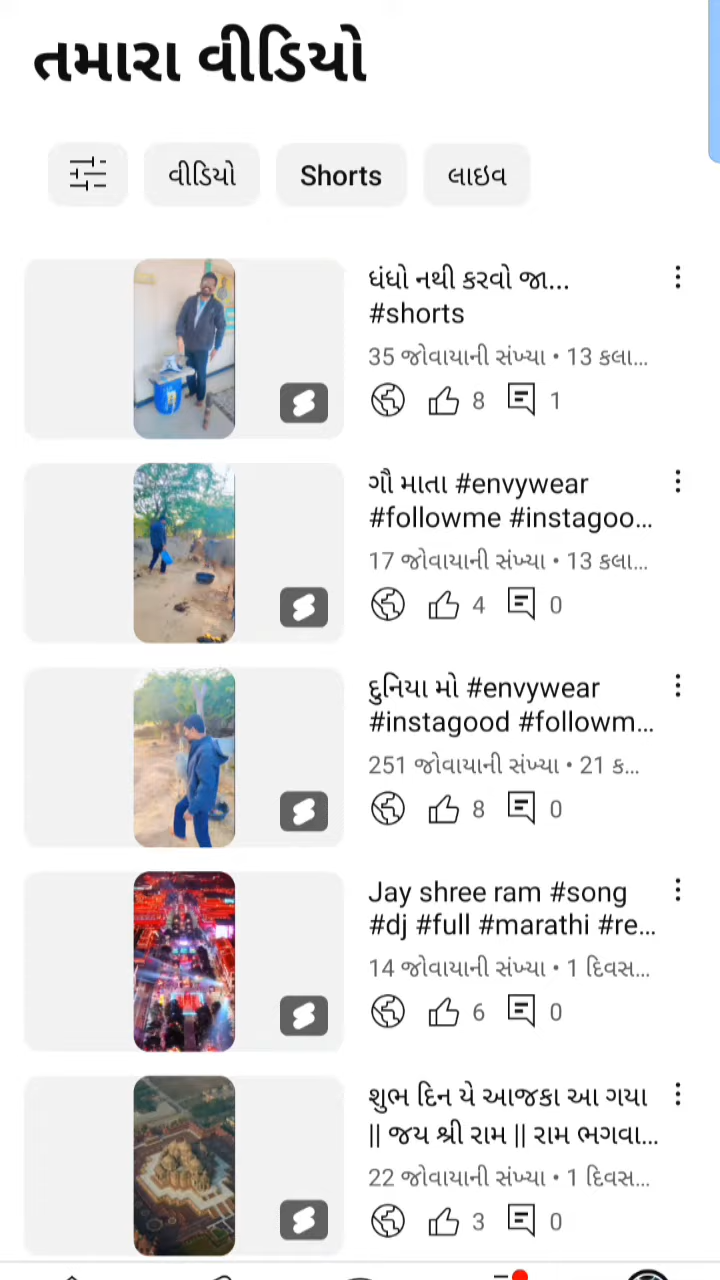 તમારા વીડિયો
વીડિયો
Shorts
લાઇવ
ધંધો નથી કરવો જા...
#shorts
35 જોવાયાની સંખ્યા • 13 કલા...
8
1
ગૌ માતા #envywear
#followme #instagoo...
17 જોવાયાની સંખ્યા • 13 કલા...
4
0
દુનિયા મો #envywear
#instagood #followm...
251 જોવાયાની સંખ્યા • 21 ક...
8
0
Jay shree ram #song
#dj #full #marathi #re...
14 જોવાયાની સંખ્યા • 1 દિવસ...
6
0
શુભ દિન યે આજકા આ ગયા
|| જય શ્રી રામ || રામ ભગવા...
22 જોવાયાની સંખ્યા • 1 દિવસ...
3
0